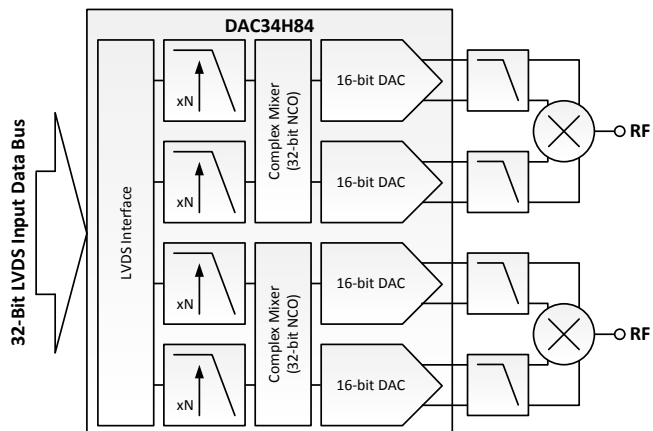 DAC34H84
32-Bit LVDS Input Data Bus
LVDS Interface
xN
Complex Mixer
(32-bit NCO)
16-bit DAC
RF
xN
16-bit DAC
xN
Complex Mixer
(32-bit NCO)
16-bit DAC
RF
xN
16-bit DAC